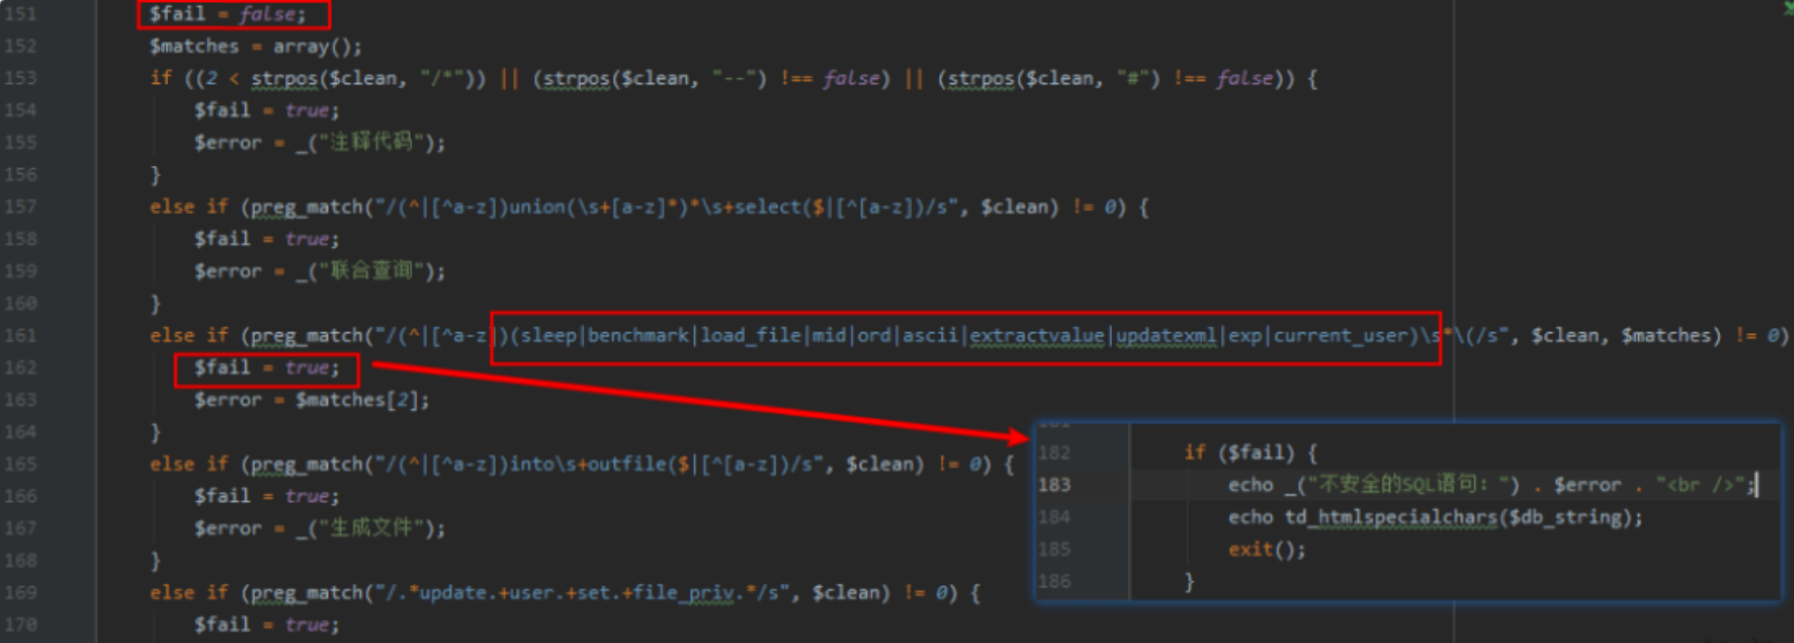 151 $fail = false;
152 $matches = array();
153 if ((2 < strpos($clean, "/*")) || (strpos($clean, "--") !== false) || (strpos($clean, "#") !== false)) {
154 $fail = true;
155 $error = _("注释代码");
156 }
157 else if (preg_match("/(^|[^a-z])union(\s+[a-z]*)*\s+select($|[^[a-z])/s", $clean) != 0) {
158 $fail = true;
159 $error = _("联合查询");
160 }
161 else if (preg_match("/(^|[^a-z])(sleep|benchmark|load_file|mid|ord|ascii|extractvalue|updatexml|exp|current_user)\s*\(/s", $clean, $matches) != 0)
162 $fail = true;
163 $error = $matches[2];
164 }
165 else if (preg_match("/(^|[^a-z])into\s+outfile($|[^[a-z])/s", $clean) != 0) {
166 $fail = true;
167 $error = _("生成文件");
168 }
169 else if (preg_match("/.*update.+user.+set.+file_priv.*/s", $clean) != 0) {
170 $fail = true;
182 if ($fail) {
183 echo _("不安全的SQL语句：") . $error . "<br />";
184 echo td_htmlspecialchars($db_string);
185 exit();
186 }